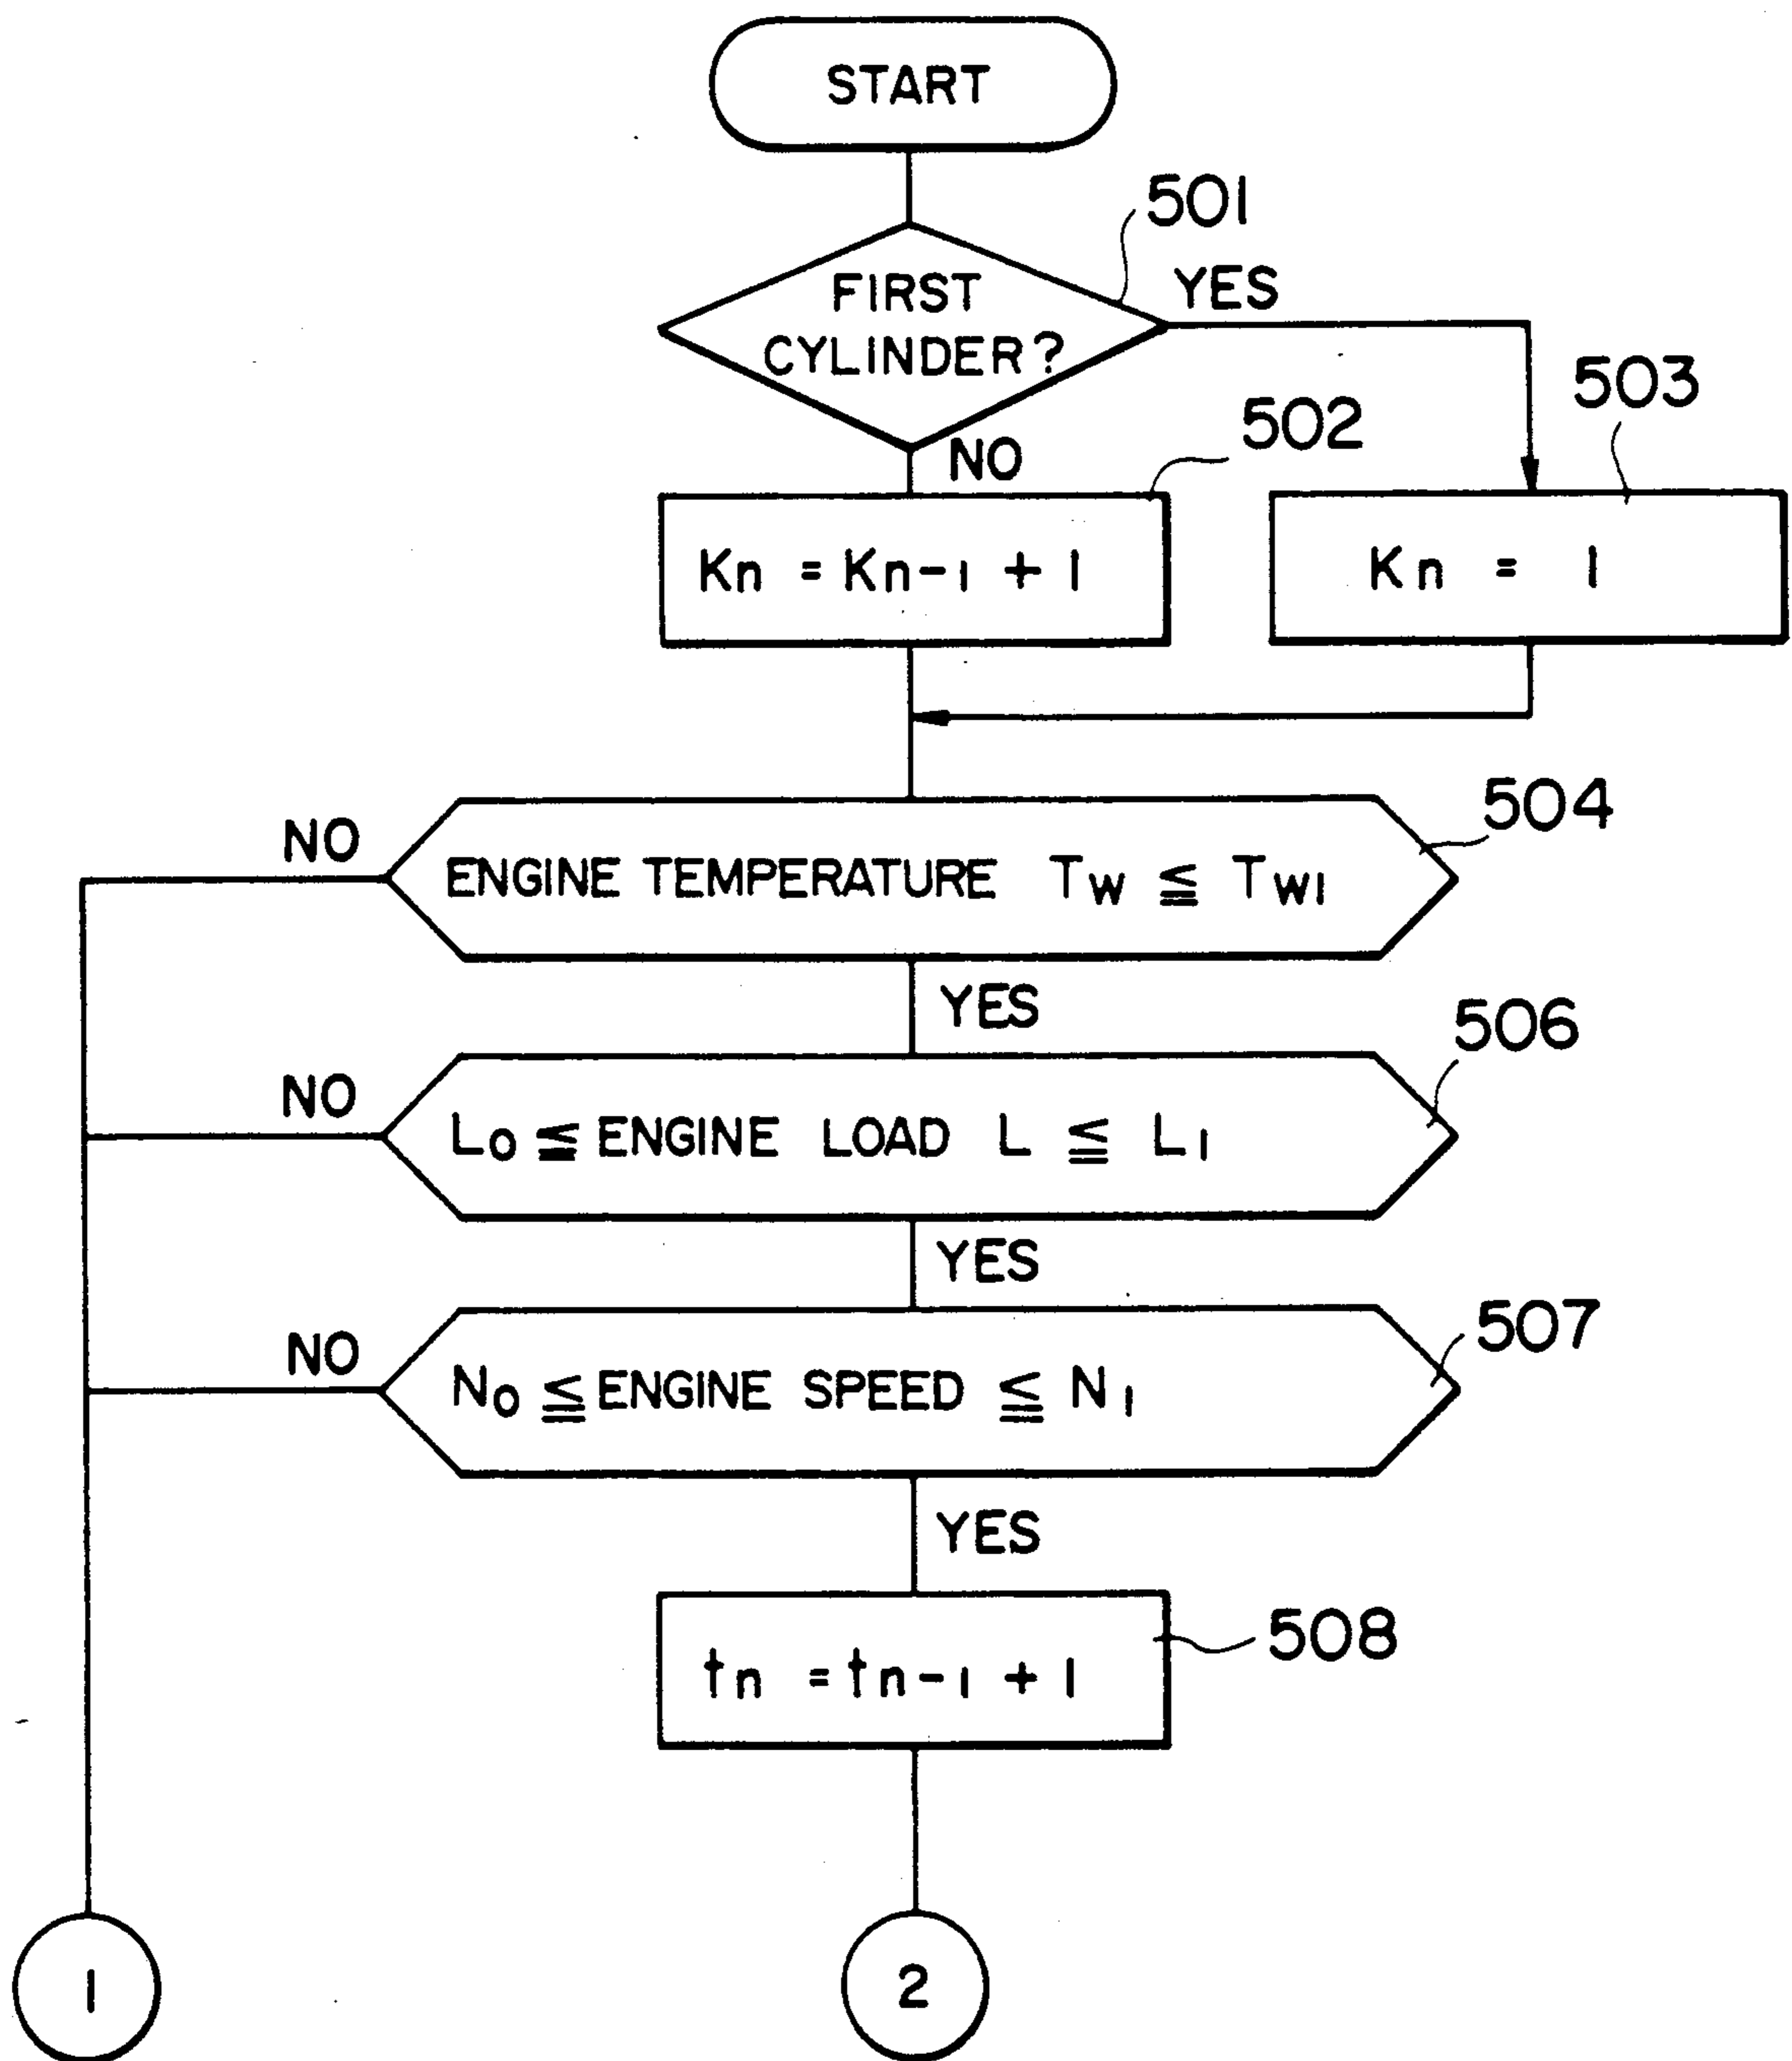 START
501
FIRST
CYLINDER?
YES
503
502
NO
Kn = Kn-1 + 1
Kn = 1
504
NO
ENGINE TEMPERATURE Tw ≦ Tw1
YES
506
NO
L0 ≦ ENGINE LOAD L ≦ L1
YES
507
NO
N0 ≦ ENGINE SPEED ≦ N1
YES
508
tn = tn-1 + 1
1
2